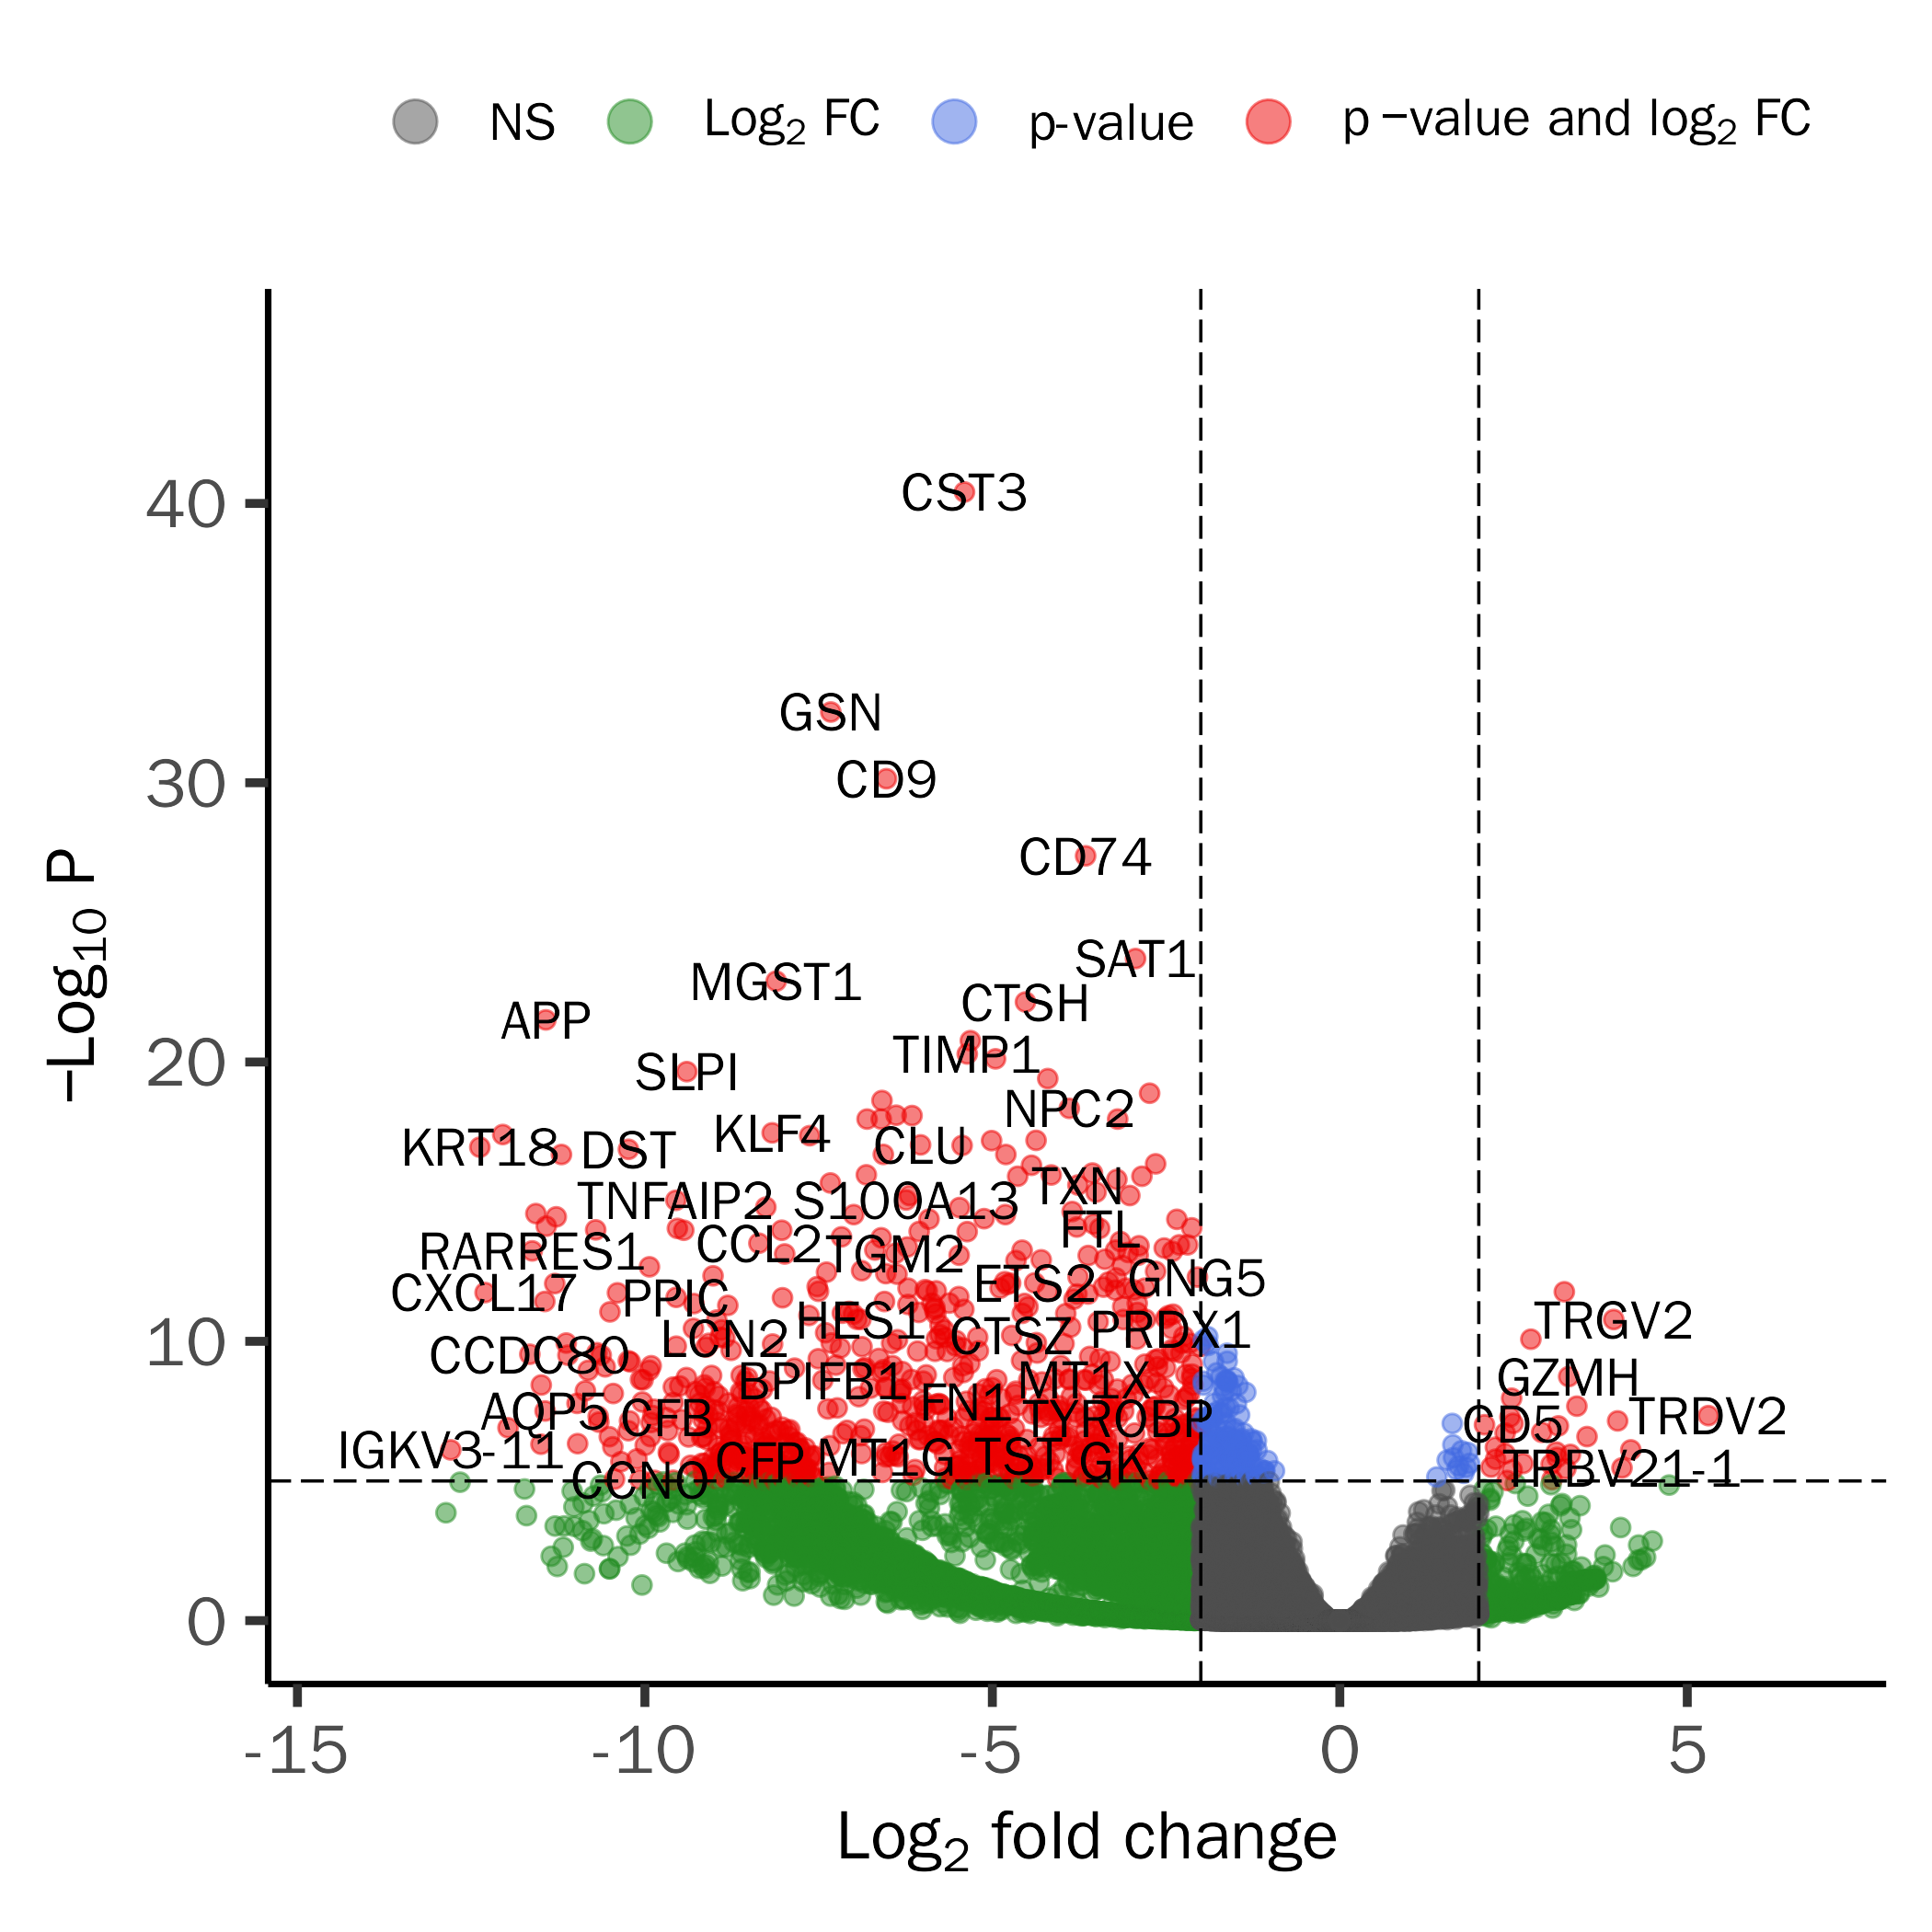 NS Log2 FC p-value p −value and log2 FC
−Log10 P
40
30
20
10
0
CST3
GSN
CD9
CD74
SAT1
MGST1
CTSH
APP
TIMP1
SLPI
NPC2
KLF4
KRT18
DST
CLU
TXN
TNFAIP2
S100A13
FTL
CCL2
RARRES1
TGM2
GNG5
ETS2
CXCL17
PPIC
HES1
TRGV2
LCN2
CTSZ
PRDX1
CCDC80
BPIFB1
MT1X
GZMH
FN1
AQP5
CFB
TYROBP
CD5
TRDV2
IGKV3-11
CFP
MT1G
TST
GK
TRBV21-1
CCNO
-15 -10 -5 0 5
Log2 fold change